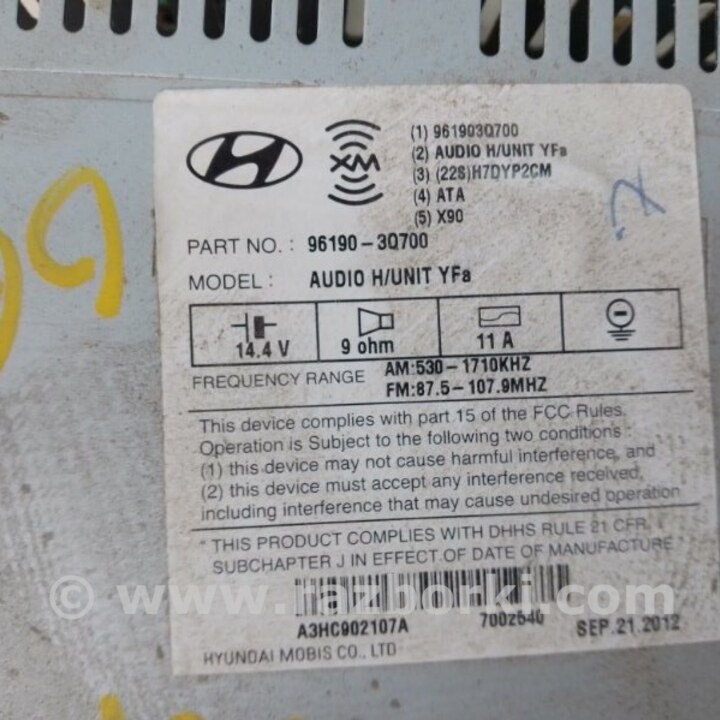 XM
(1) 961903Q700
(2) AUDIO H/UNIT YFa
(3) (22S)H7DYP2CM
(4) ATA
(5) X90
PART NO. : 96190-3Q700
MODEL : AUDIO H/UNIT YFa
14.4 V 9 ohm 11 A
FREQUENCY RANGE AM:530-1710KHZ
FM:87.5-107.9MHZ
This device complies with part 15 of the FCC Rules.
Operation is Subject to the following two conditions :
(1) this device may not cause harmful interference, and
(2) this device must accept any interference received,
including interference that may cause undesired operation
" THIS PRODUCT COMPLIES WITH DHHS RULE 21 CFR,
SUBCHAPTER J IN EFFECT OF DATE OF MANUFACTURE "
© www.razborki.com
A3HC902107A 7002540 SEP.21.2012
HYUNDAI MOBIS CO., LTD